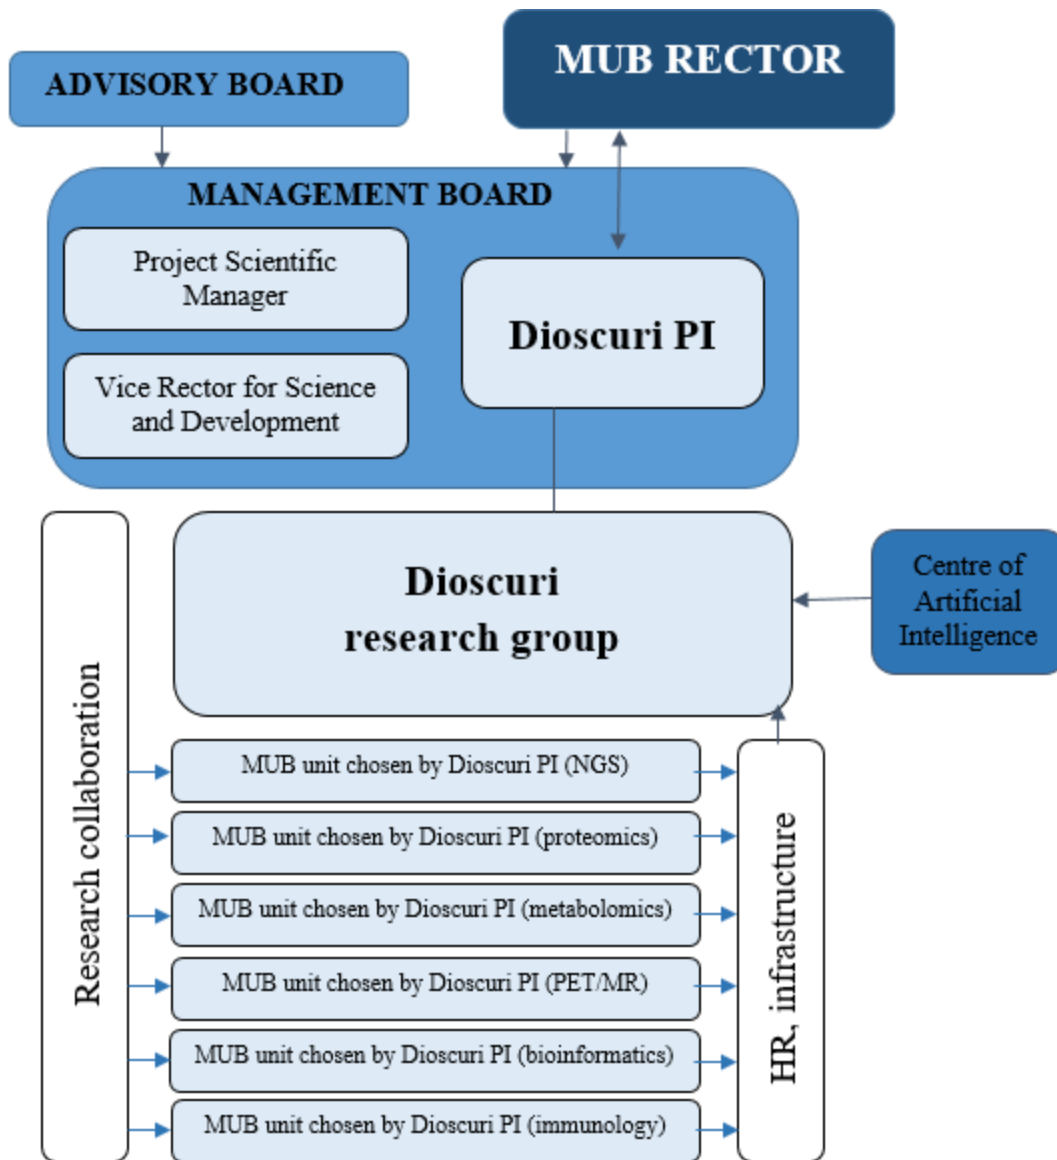 ADVISORY BOARD
MUB RECTOR
MANAGEMENT BOARD
Project Scientific
Manager
Dioscuri PI
Vice Rector for Science
and Development
Research collaboration
Dioscuri
research group
Centre of
Artificial
Intelligence
MUB unit chosen by Dioscuri PI (NGS)
MUB unit chosen by Dioscuri PI (proteomics)
MUB unit chosen by Dioscuri PI (metabolomics)
MUB unit chosen by Dioscuri PI (PET/MR)
MUB unit chosen by Dioscuri PI (bioinformatics)
MUB unit chosen by Dioscuri PI (immunology)
HR, infrastructure